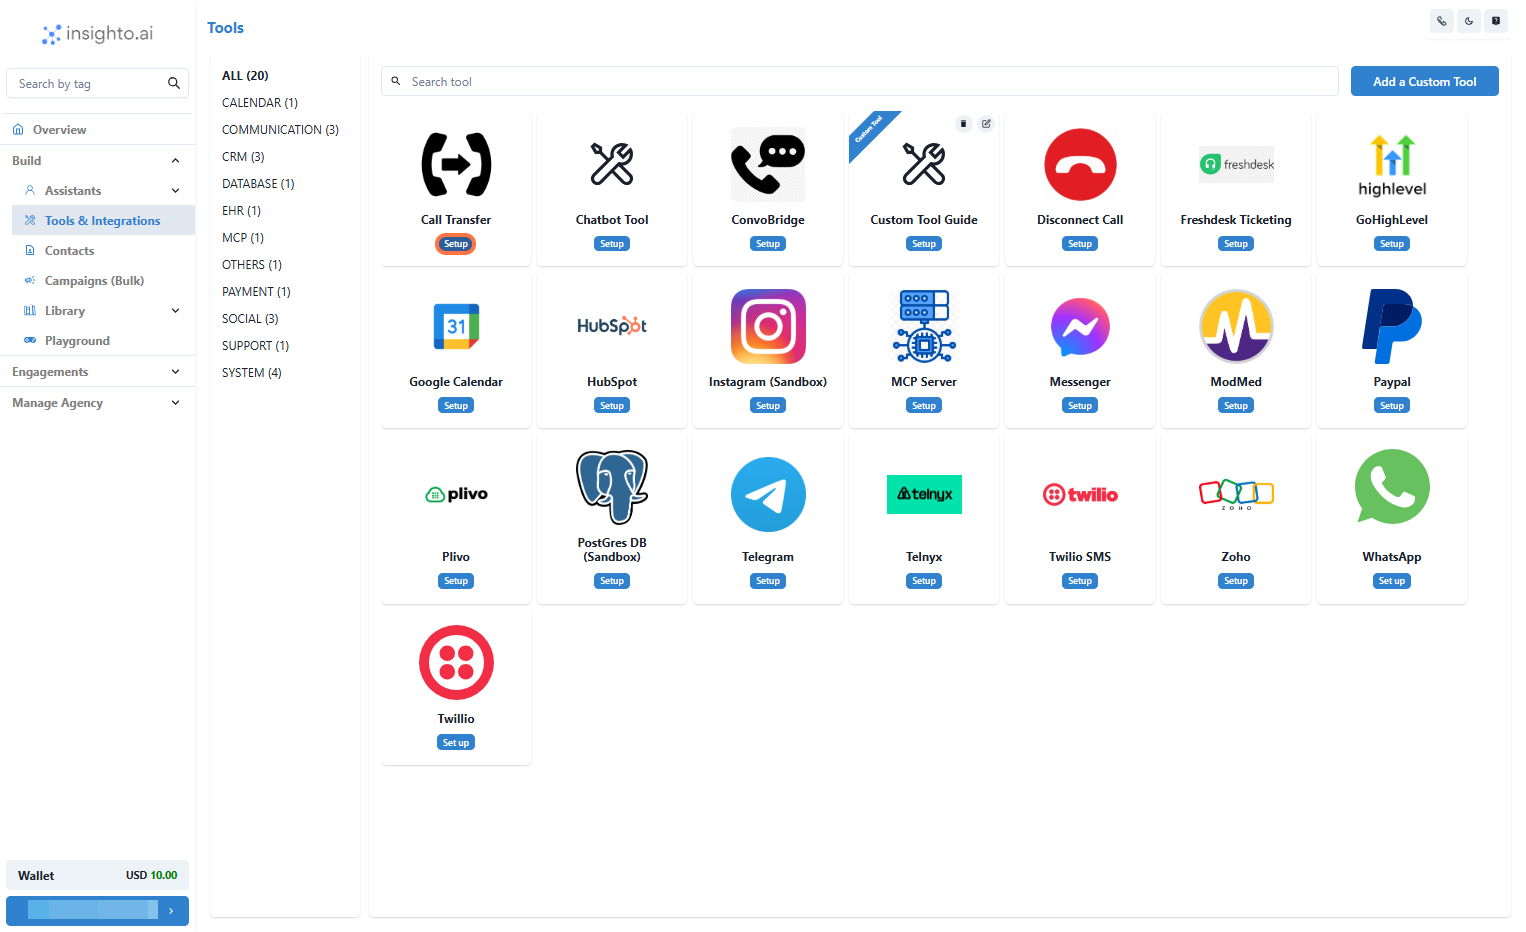 insighto.ai
Tools
Search by tag
Overview
Build
Assistants
Tools & Integrations
Contacts
Campaigns (Bulk)
Library
Playground
Engagements
Manage Agency
Wallet USD 10.00
ALL (20)
CALENDAR (1)
COMMUNICATION (3)
CRM (3)
DATABASE (1)
EHR (1)
MCP (1)
OTHERS (1)
PAYMENT (1)
SOCIAL (3)
SUPPORT (1)
SYSTEM (4)
Search tool
Add a Custom Tool
Call Transfer
Setup
Chatbot Tool
Setup
ConvoBridge
Setup
Custom Tool
Custom Tool Guide
Setup
Disconnect Call
Setup
freshdesk
Freshdesk Ticketing
Setup
highlevel
GoHighLevel
Setup
31
Google Calendar
Setup
HubSpot
HubSpot
Setup
Instagram (Sandbox)
Setup
MCP Server
Setup
Messenger
Setup
ModMed
Setup
Paypal
Setup
plivo
Plivo
Setup
PostGres DB
(Sandbox)
Setup
Telegram
Setup
telnyx
Telnyx
Setup
twilio
Twilio SMS
Setup
ZOHO
Zoho
Setup
WhatsApp
Set up
Twillio
Set up